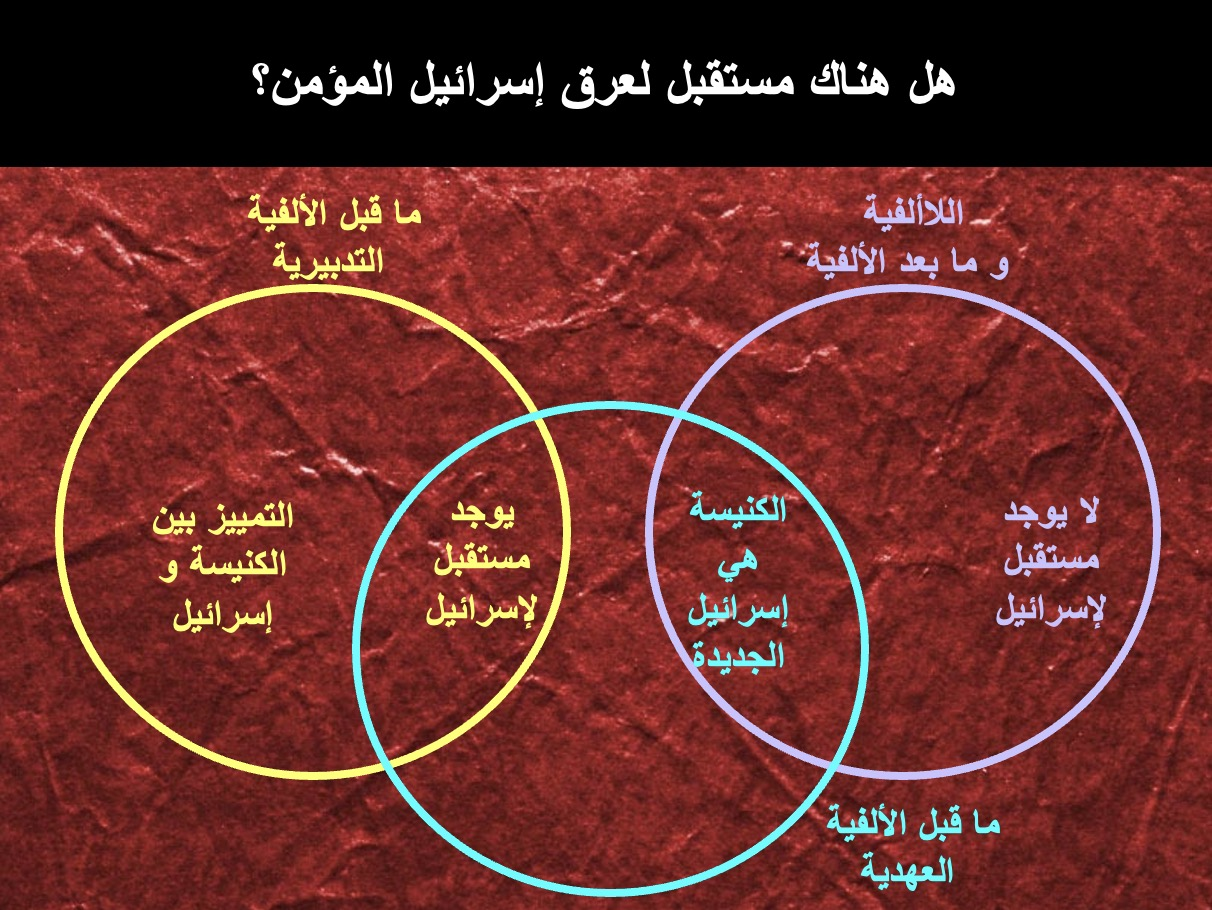 هل هناك مستقبل لعرق إسرائيل المؤمن؟
اللاألفية
و ما بعد الألفية
ما قبل الألفية
التدبيرية
لا يوجد
مستقبل
لإسرائيل
الكنيسة
هي
إسرائيل
الجديدة
يوجد
مستقبل
لإسرائيل
التمييز بين
الكنيسة و
إسرائيل
ما قبل الألفية
العهدية